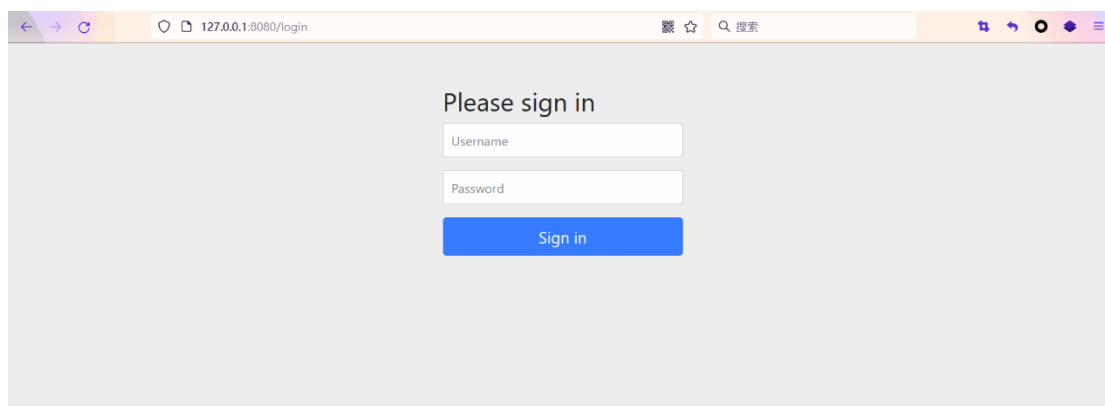 127.0.0.1:8080/login
搜索
Please sign in
Username
Password
Sign in